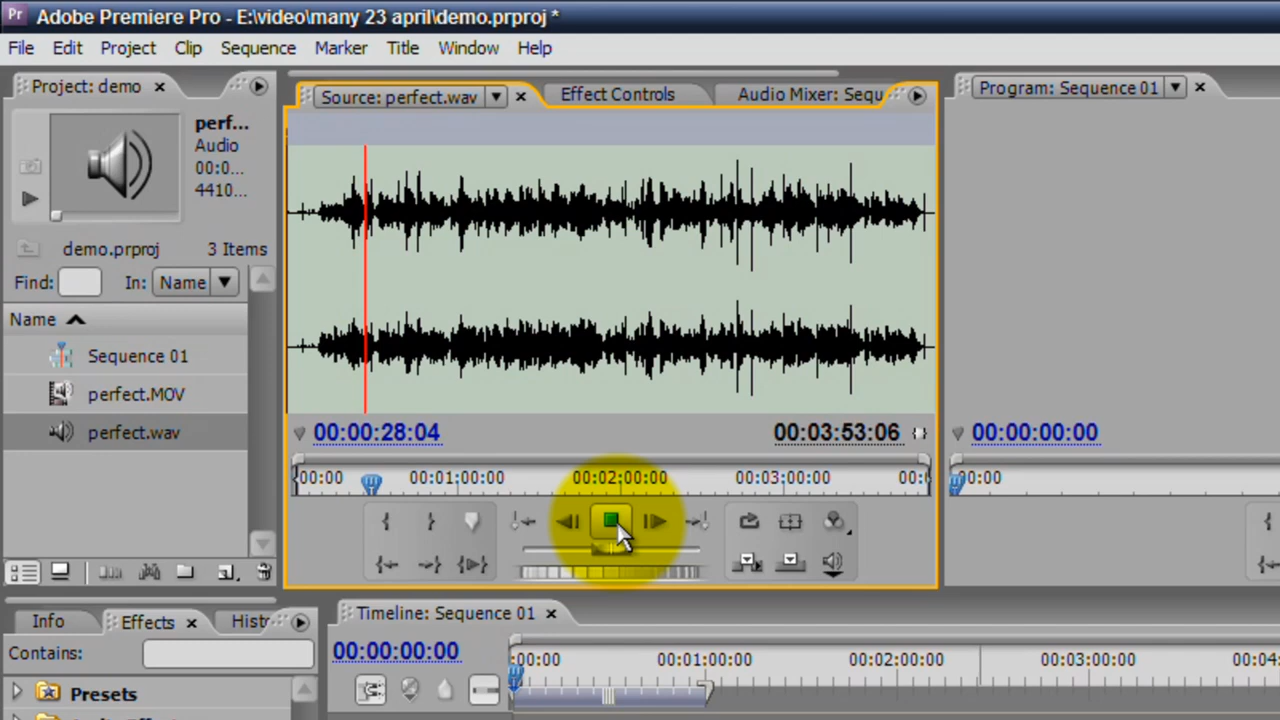 Pr Adobe Premiere Pro - E:\video\many 23 april\demo.prproj *
File Edit Project Clip Sequence Marker Title Window Help
Project: demo
perf...
Audio
00:0...
4410...
demo.prproj 3 Items
Find: In: Name
Name
Sequence 01
perfect.MOV
perfect.wav
Source: perfect.wav Effect Controls Audio Mixer: Sequ
00:00:28:04 00:03:53:06
00:00 00:01:00:00 00:02:00:00 00:03:00:00 00:(
Program: Sequence 01
00:00:00:00
00:00
Info Effects Histo
Contains:
Presets
Timeline: Sequence 01
00:00:00:00
:00:00 00:01:00:00 00:02:00:00 00:03:00:00 00:04: